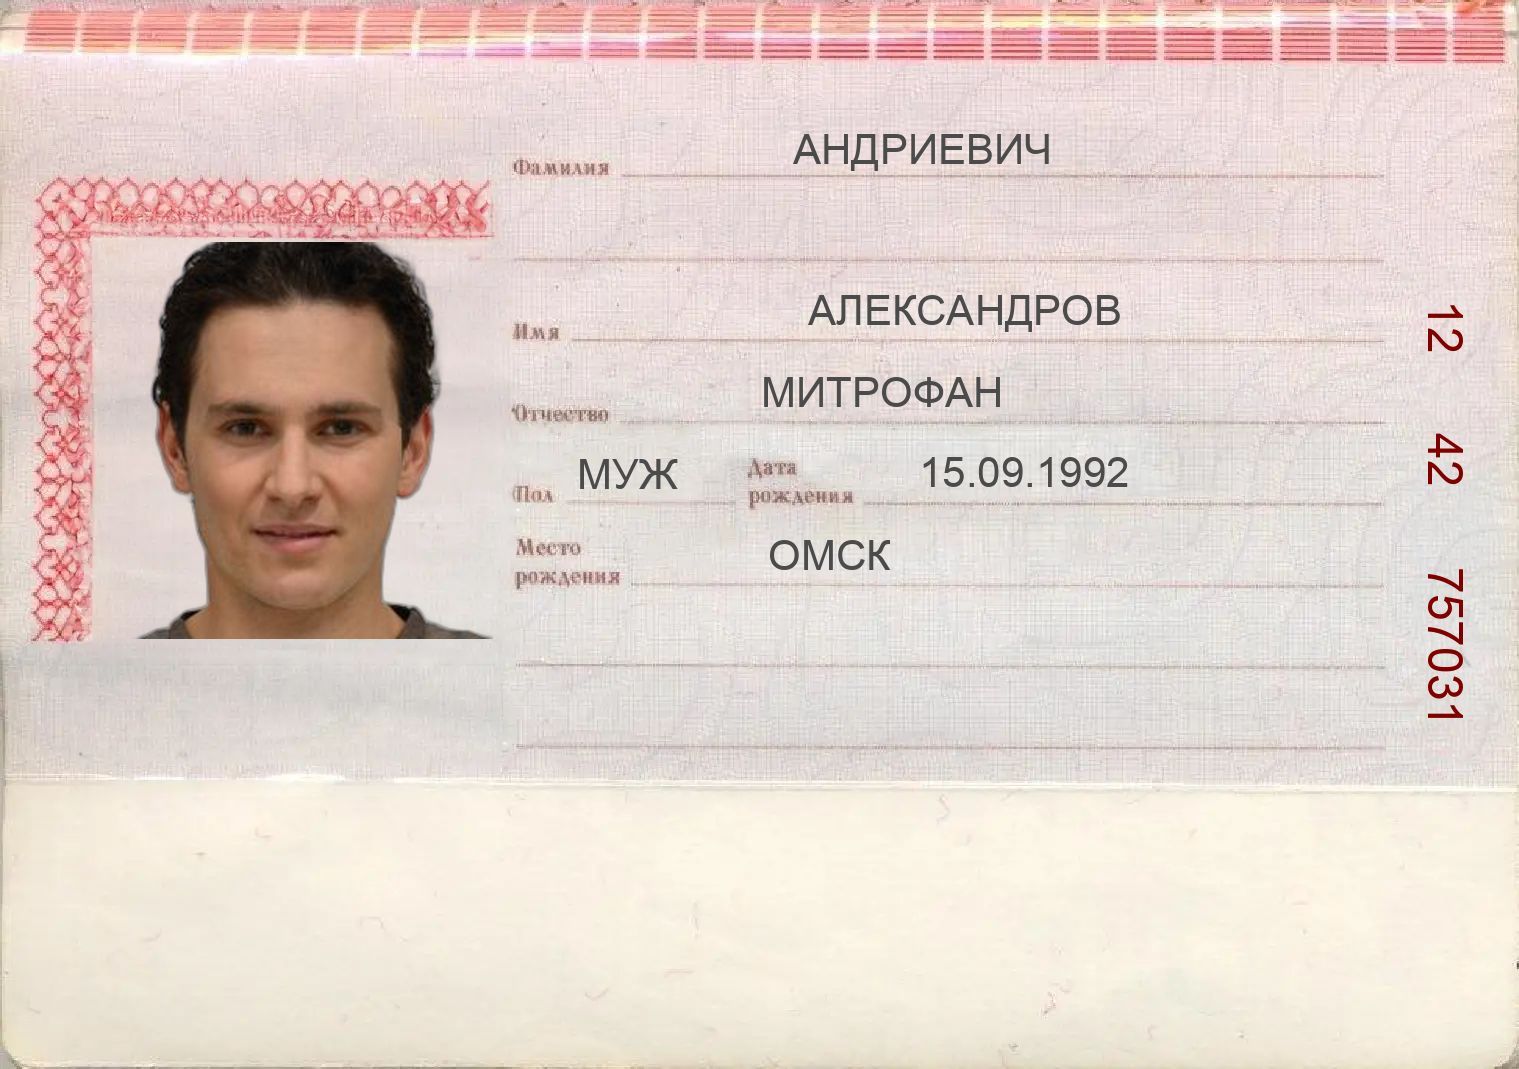 Фамилия АНДРИЕВИЧ
Имя АЛЕКСАНДРОВ
Отчество МИТРОФАН
Пол МУЖ Дата рождения 15.09.1992
Место рождения ОМСК
12 42 757031